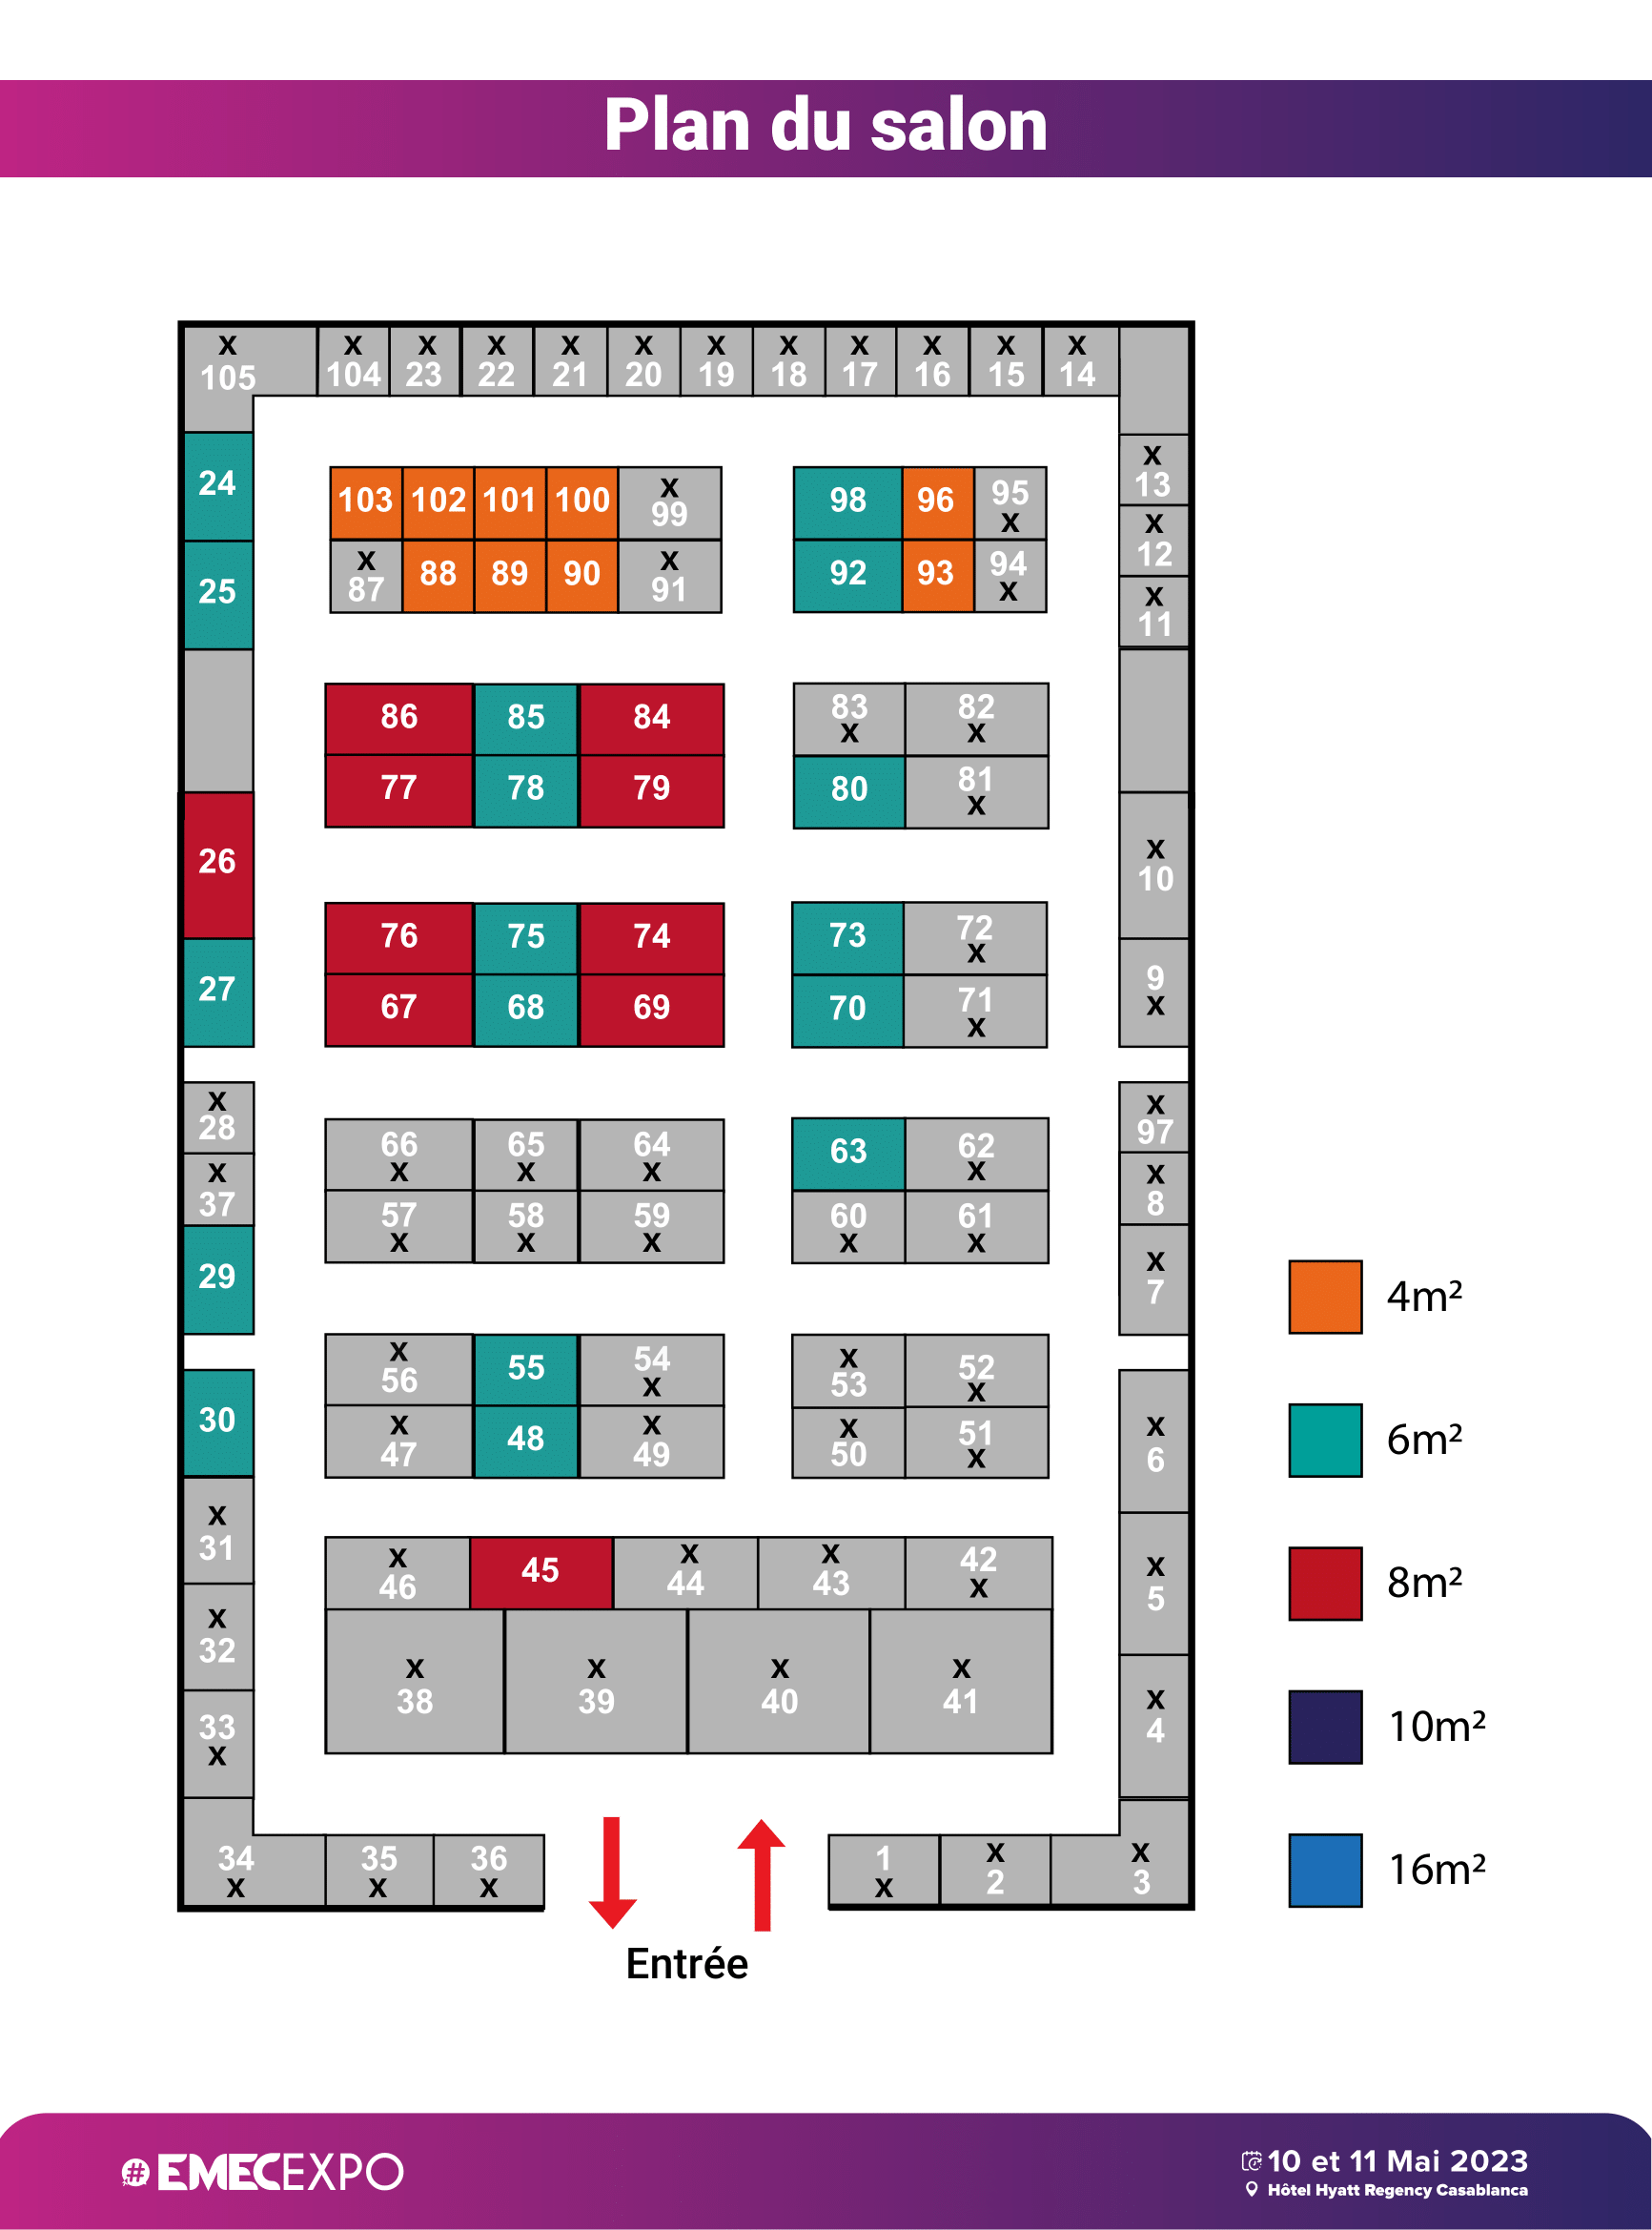 Plan du salon
x x x x x x x x x x x x
105 104 23 22 21 20 19 18 17 16 15 14
24
103 102 101 100 x 99
98 96 95 x
x 13
x 87 88 89 90 x 91
92 93 94 x
x 12
25
x 11
86 85 84
83 x 82 x
77 78 79
80 81 x
26
x 10
76 75 74
73 72 x
27
9 x
67 68 69
70 71 x
x 28
x 97
66 x 65 x 64 x
63 62 x
x 37
x 8
57 x 58 x 59 x
60 x 61 x
29
x 7
4m²
x 56 55 54 x
x 53 52 x
30
x 47 48 x 49
x 50 51 x
x 6
6m²
x 31
x 46 45 x 44 x 43 42 x
x 5
8m²
x 32
x 38 x 39 x 40 x 41
x 4
33 x
10m²
34 x 35 x 36 x
1 x x 2 x 3
16m²
Entrée
# EMECEXPO
10 et 11 Mai 2023
Hôtel Hyatt Regency Casablanca